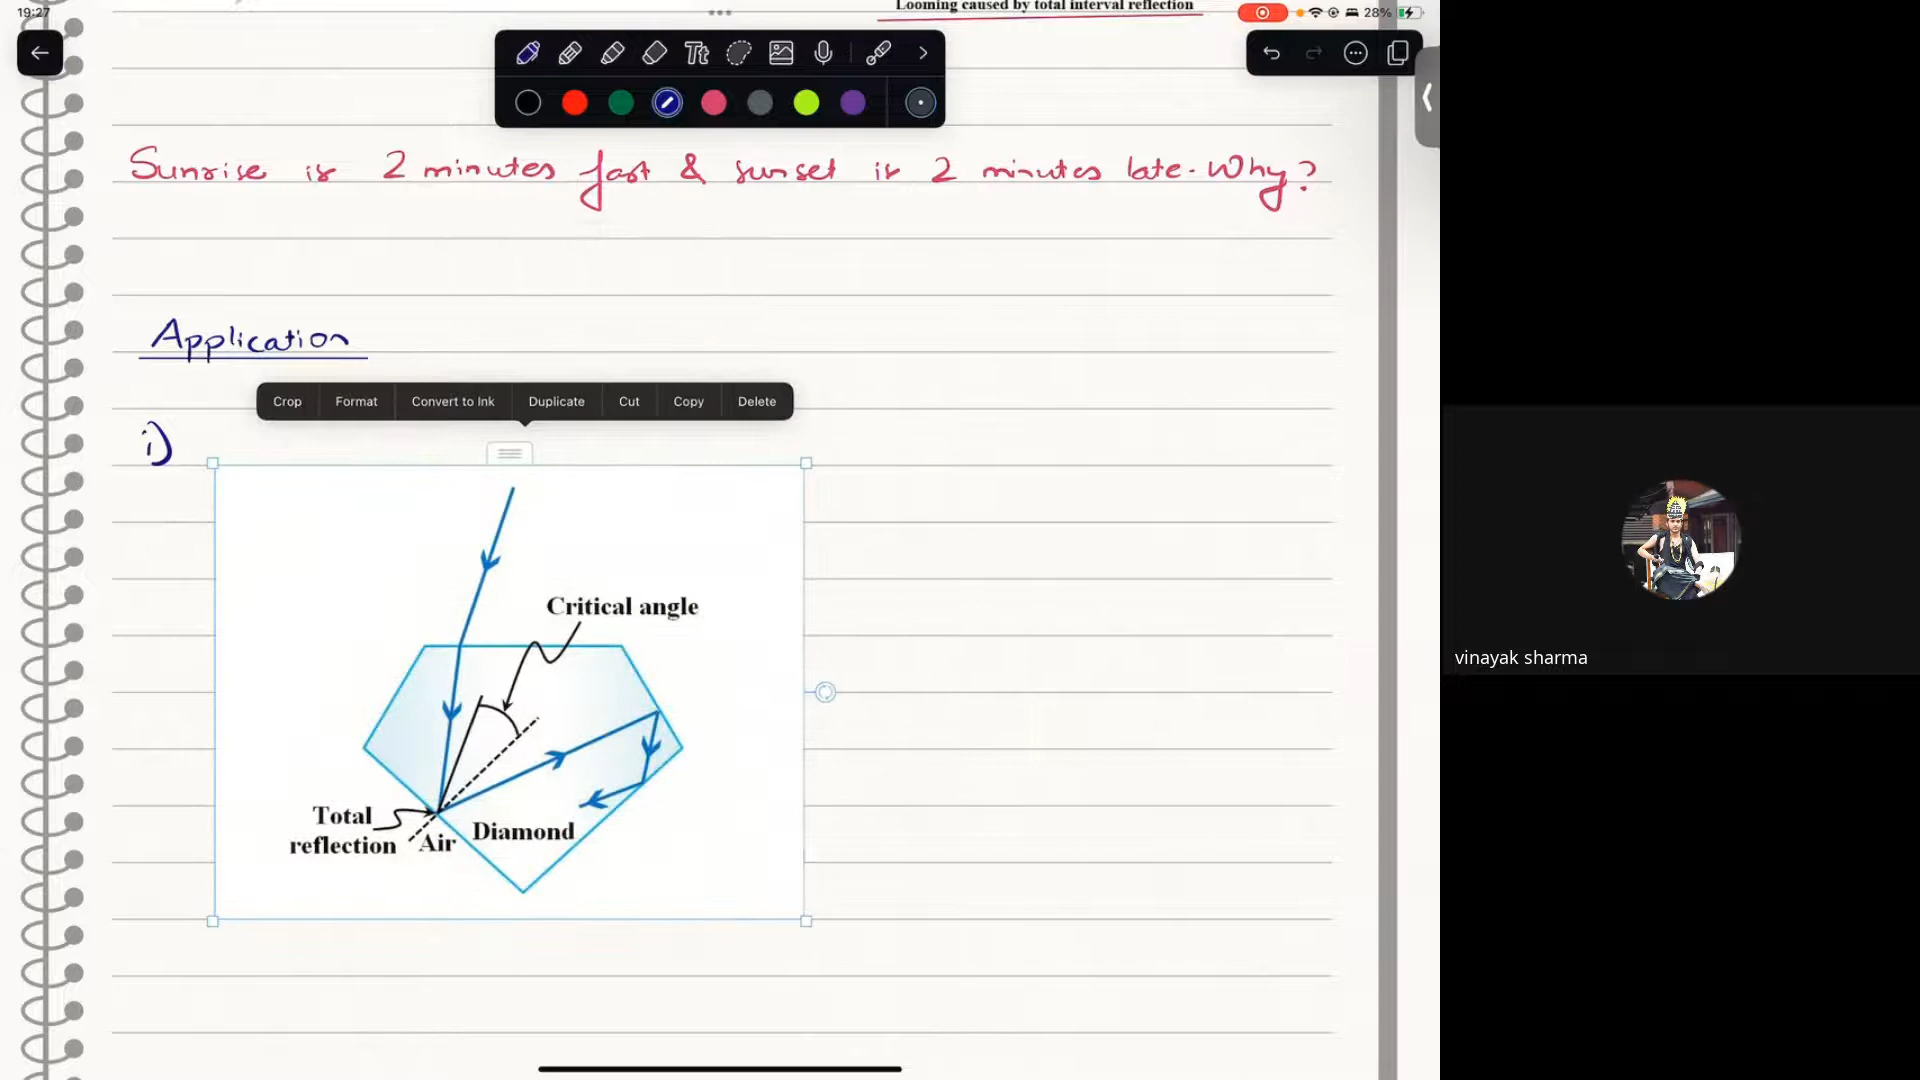 19:27
Looming caused by total interval reflection
28%
Tt
Sunrise is 2 minutes fast & sunset is 2 minutes late. Why?
Application
Crop Format Convert to Ink Duplicate Cut Copy Delete
i)
Critical angle
Total
reflection
Air
Diamond
vinayak sharma